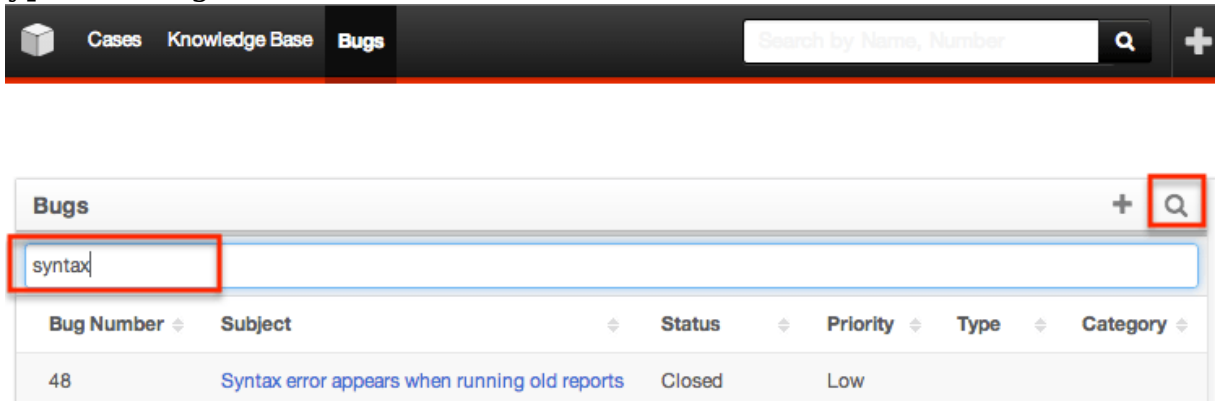 Cases Knowledge Base Bugs Search by Name, Number
Bugs
syntax
Bug Number Subject Status Priority Type Category
48 Syntax error appears when running old reports Closed Low